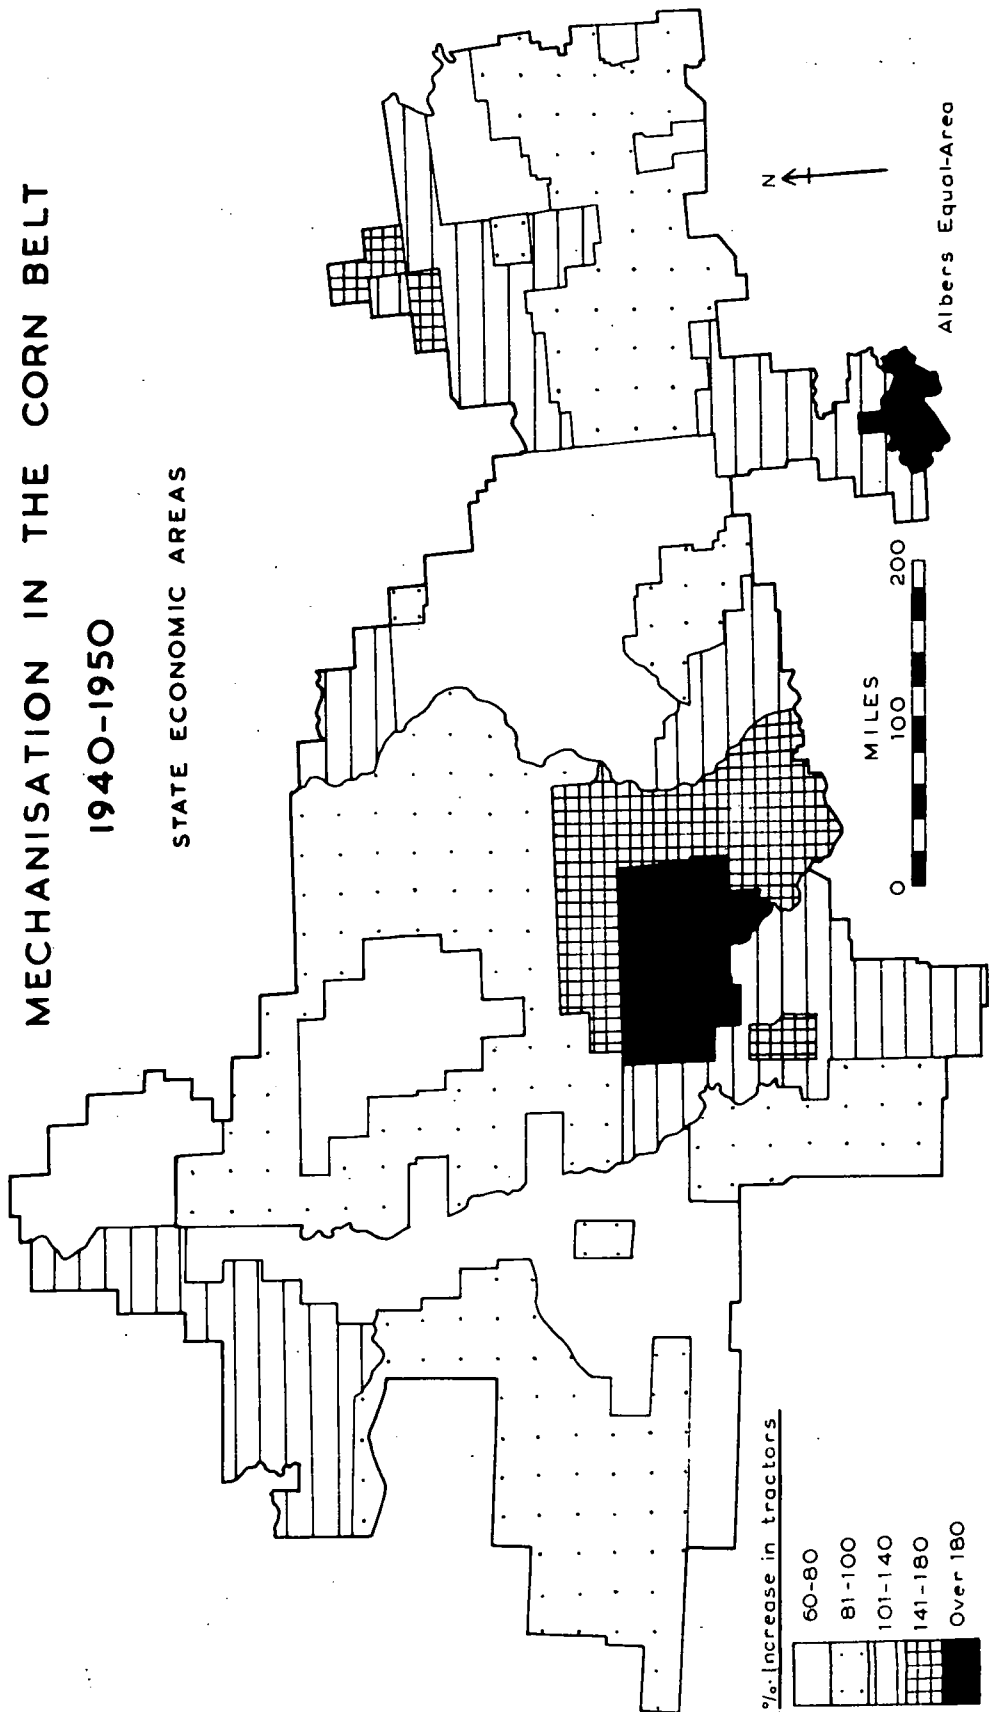 MECHANISATION IN THE CORN BELT
1940-1950
STATE ECONOMIC AREAS
N
Albers Equal-Area
MILES
0 100 200
%. Increase in tractors
60-80
81-100
101-140
141-180
Over 180